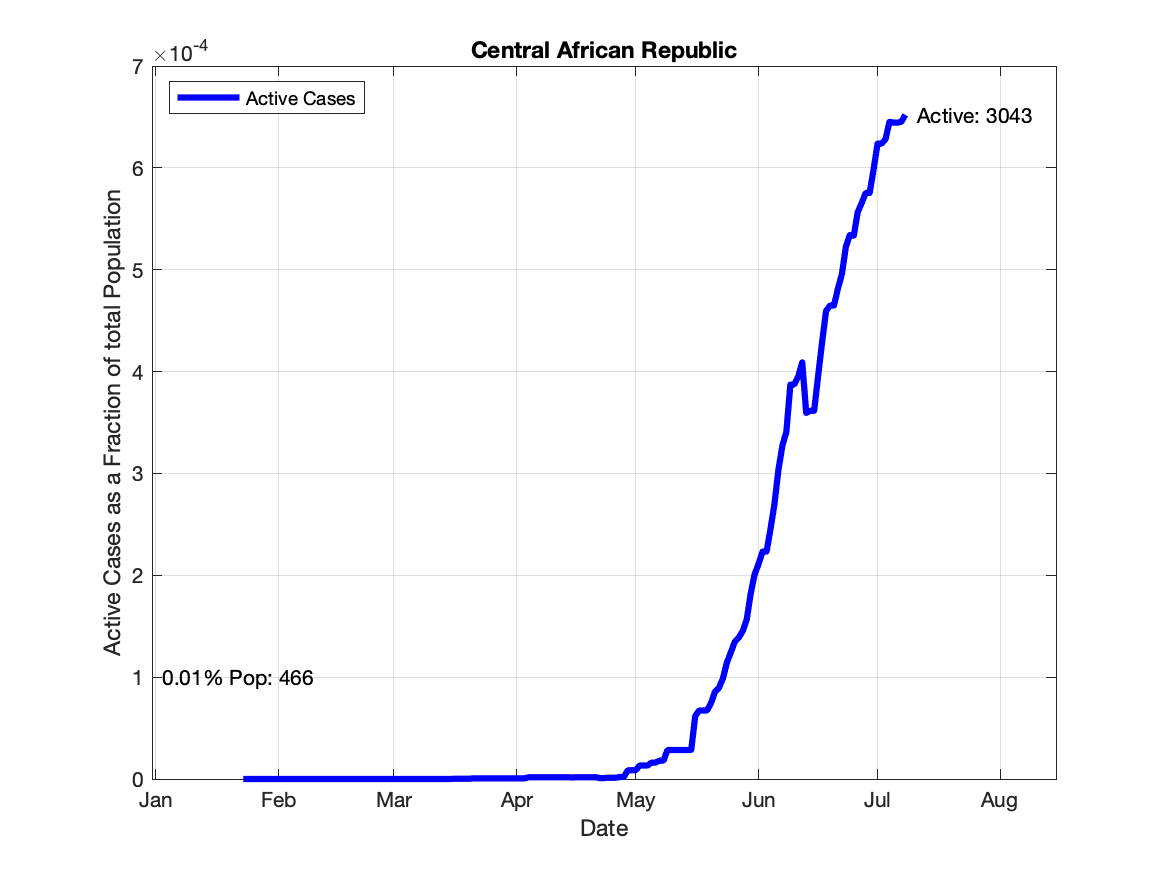 Central African Republic
×10-4
Active Cases
Active: 3043
0.01% Pop: 466
7
6
5
4
3
2
1
0
Active Cases as a Fraction of total Population
Jan Feb Mar Apr May Jun Jul Aug
Date